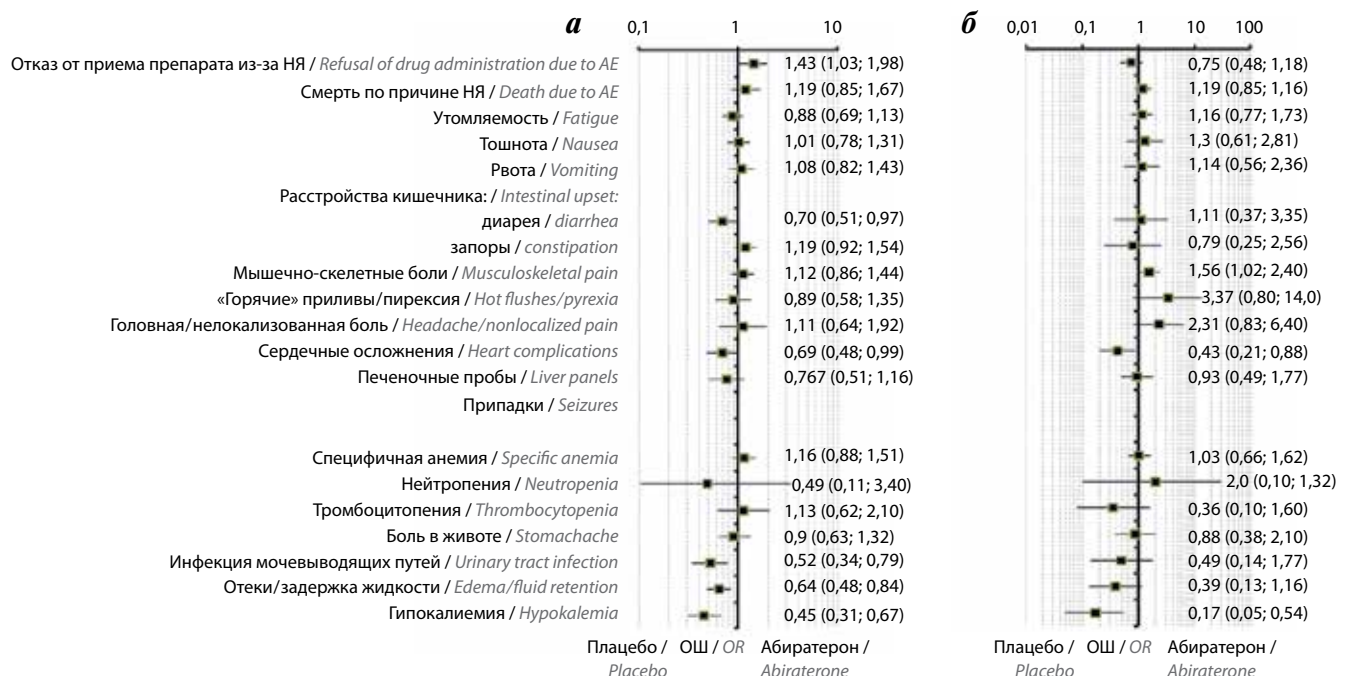 а 0,1 1 10 б 0,01 0,1 1 10 100
Отказ от приема препарата из-за НЯ / Refusal of drug administration due to AE 1,43 (1,03; 1,98) 0,75 (0,48; 1,18)
Смерть по причине НЯ / Death due to AE 1,19 (0,85; 1,67) 1,19 (0,85; 1,16)
Утомляемость / Fatigue 0,88 (0,69; 1,13) 1,16 (0,77; 1,73)
Тошнота / Nausea 1,01 (0,78; 1,31) 1,3 (0,61; 2,81)
Рвота / Vomiting 1,08 (0,82; 1,43) 1,14 (0,56; 2,36)
Расстройства кишечника: / Intestinal upset:
диарея / diarrhea 0,70 (0,51; 0,97) 1,11 (0,37; 3,35)
запоры / constipation 1,19 (0,92; 1,54) 0,79 (0,25; 2,56)
Мышечно-скелетные боли / Musculoskeletal pain 1,12 (0,86; 1,44) 1,56 (1,02; 2,40)
«Горячие» приливы/пирексия / Hot flushes/pyrexia 0,89 (0,58; 1,35) 3,37 (0,80; 14,0)
Головная/нелокализованная боль / Headache/nonlocalized pain 1,11 (0,64; 1,92) 2,31 (0,83; 6,40)
Сердечные осложнения / Heart complications 0,69 (0,48; 0,99) 0,43 (0,21; 0,88)
Печеночные пробы / Liver panels 0,767 (0,51; 1,16) 0,93 (0,49; 1,77)
Припадки / Seizures
Специфичная анемия / Specific anemia 1,16 (0,88; 1,51) 1,03 (0,66; 1,62)
Нейтропения / Neutropenia 0,49 (0,11; 3,40) 2,0 (0,10; 1,32)
Тромбоцитопения / Thrombocytopenia 1,13 (0,62; 2,10) 0,36 (0,10; 1,60)
Боль в животе / Stomachache 0,9 (0,63; 1,32) 0,88 (0,38; 2,10)
Инфекция мочевыводящих путей / Urinary tract infection 0,52 (0,34; 0,79) 0,49 (0,14; 1,77)
Отеки/задержка жидкости / Edema/fluid retention 0,64 (0,48; 0,84) 0,39 (0,13; 1,16)
Гипокалиемия / Hypokalemia 0,45 (0,31; 0,67) 0,17 (0,05; 0,54)
Плацебо / ОШ / OR Абиратерон / Плацебо / ОШ / OR Абиратерон /
Placebo Abiraterone Placebo Abiraterone